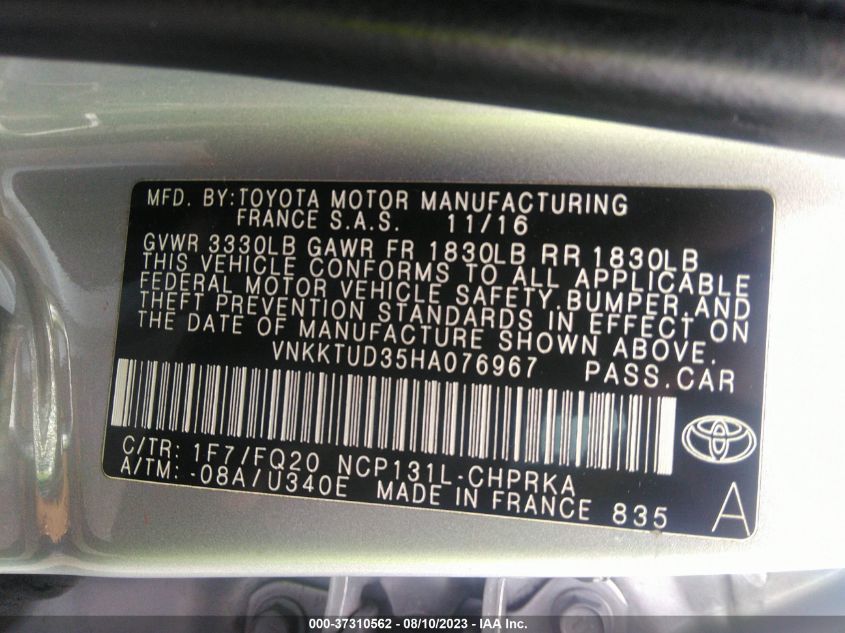 MFD. BY:TOYOTA MOTOR MANUFACTURING
FRANCE S.A.S. 11/16
GVWR 3330LB GAWR FR 1830LB RR 1830LB
THIS VEHICLE CONFORMS TO ALL APPLICABLE
FEDERAL MOTOR VEHICLE SAFETY,BUMPER,AND
THEFT PREVENTION STANDARDS IN EFFECT ON
THE DATE OF MANUFACTURE SHOWN ABOVE.
VNKKTUD35HA076967 PASS.CAR
C/TR: 1F7/FQ20 NCP131L-CHPRKA
A/TM: -08A/U340E MADE IN FRANCE 835 A
000-37310562 - 08/10/2023 - IAA Inc.